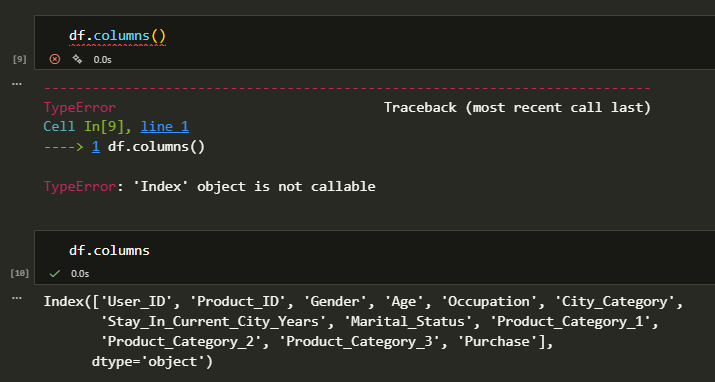 df.columns()
[9]
0.0s
...
---------------------------------------------------------------------------
TypeError                                 Traceback (most recent call last)
Cell In[9], line 1
----> 1 df.columns()
TypeError: 'Index' object is not callable
df.columns
[10]
0.0s
...
Index(['User_ID', 'Product_ID', 'Gender', 'Age', 'Occupation', 'City_Category',
'Stay_In_Current_City_Years', 'Marital_Status', 'Product_Category_1',
'Product_Category_2', 'Product_Category_3', 'Purchase'],
dtype='object')